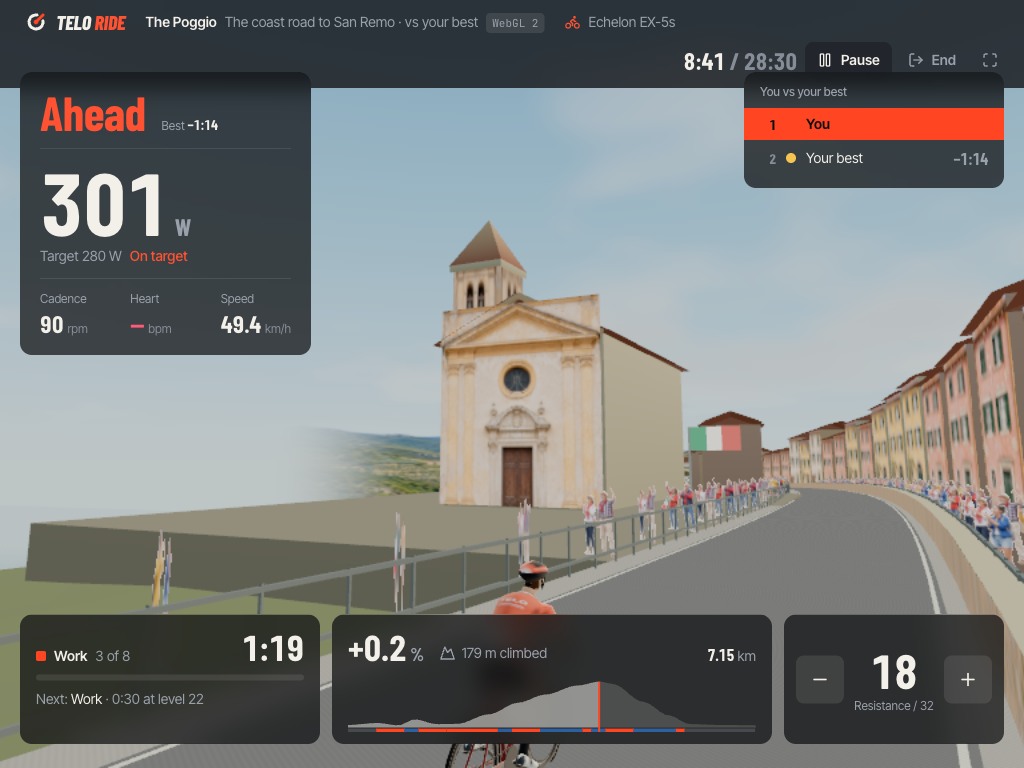 TELO RIDE The Poggio The coast road to San Remo · vs your best WebGL 2 Echelon EX-5s
8:41 / 28:30 Pause End
Ahead Best −1:14
301 W
Target 280 W On target
Cadence Heart Speed
90 rpm – bpm 49.4 km/h
You vs your best
1 You
2 Your best −1:14
Work 3 of 8 1:19
Next: Work · 0:30 at level 22
+0.2 % 179 m climbed 7.15 km
− 18 +
Resistance / 32